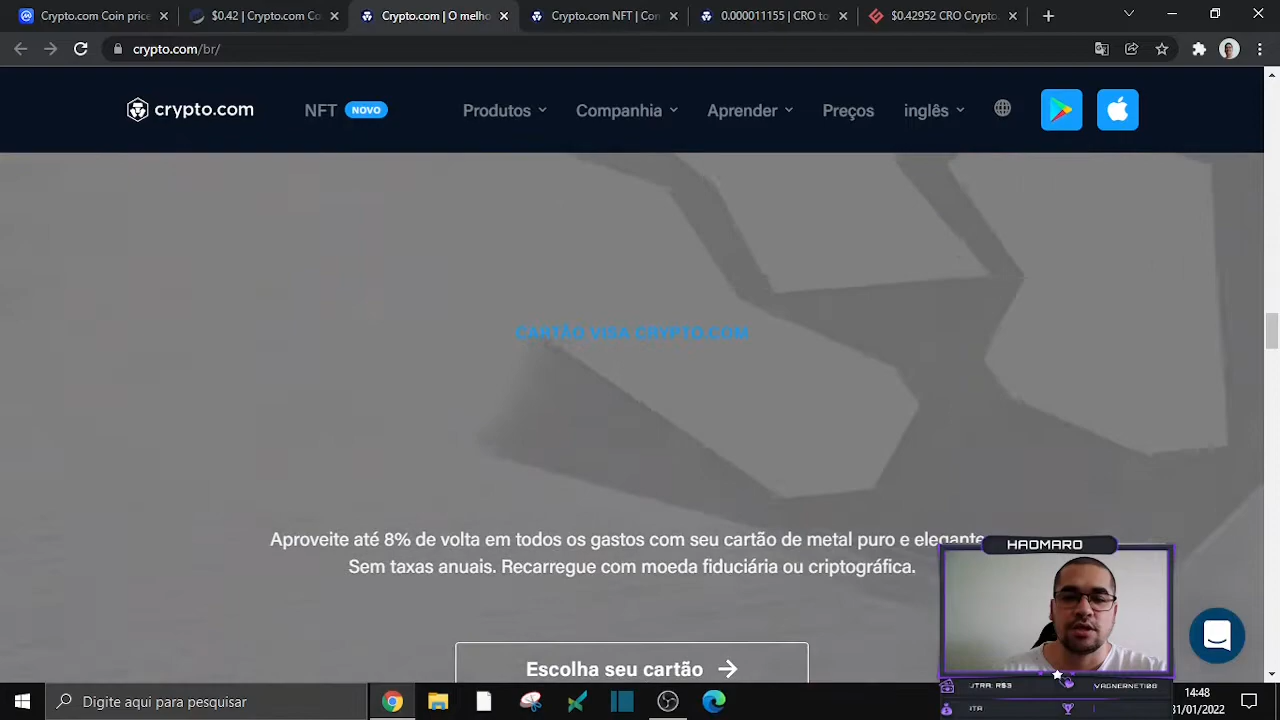 Crypto.com Coin price
$0.42 | Crypto.com Co
Crypto.com | O melho
Crypto.com NFT | Con
0.000011155 | CRO to
$0.42952 CRO Crypto.
crypto.com/br/
crypto.com
NFT NOVO
Produtos
Companhia
Aprender
Preços
inglês
CARTÃO VISA CRYPTO.COM
Aproveite até 8% de volta em todos os gastos com seu cartão de metal puro e elegante
Sem taxas anuais. Recarregue com moeda fiduciária ou criptográfica.
Escolha seu cartão
HAOMARO
JTRA: R$3
VAGNERNETI08
ITA
Digite aqui para pesquisar
14:48
31/01/2022